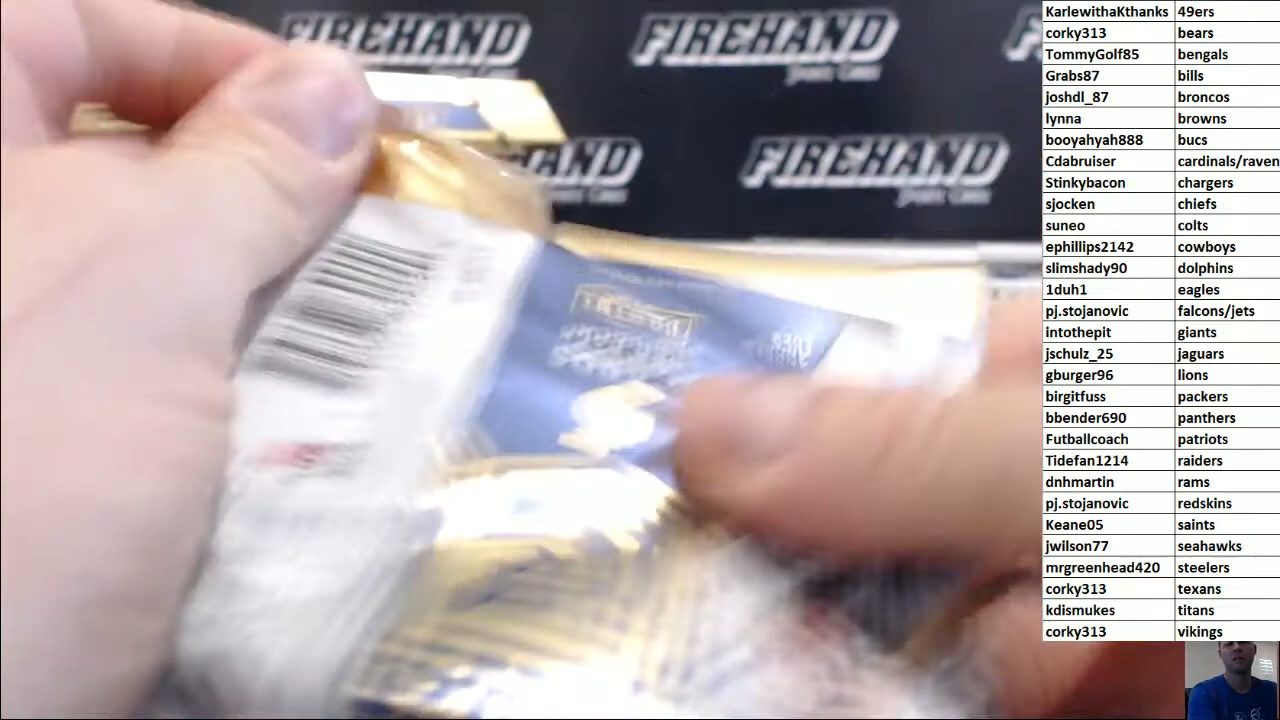 FIREHAND
FIREHAND
FIREHAND
FIREHAND
KarlewithaKthanks 49ers
corky313 bears
TommyGolf85 bengals
Grabs87 bills
joshdl_87 broncos
lynna browns
booyahyah888 bucs
Cdabruiser cardinals/raven
Stinkybacon chargers
sjocken chiefs
suneo colts
ephillips2142 cowboys
slimshady90 dolphins
1duh1 eagles
pj.stojanovic falcons/jets
intothepit giants
jschulz_25 jaguars
gburger96 lions
birgitfuss packers
bbender690 panthers
Futballcoach patriots
Tidefan1214 raiders
dnhmartin rams
pj.stojanovic redskins
Keane05 saints
jwilson77 seahawks
mrgreenhead420 steelers
corky313 texans
kdismukes titans
corky313 vikings